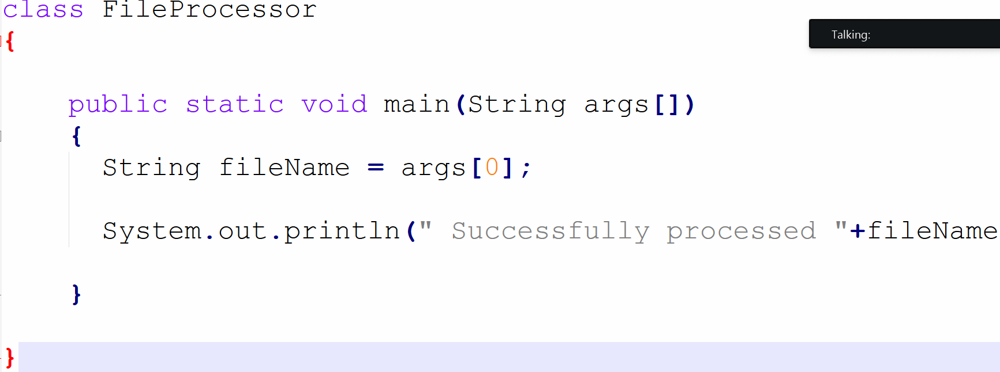 class FileProcessor
{
Talking:
public static void main(String args[])
{
String fileName = args[0];
System.out.println(" Successfully processed "+fileName
}
}